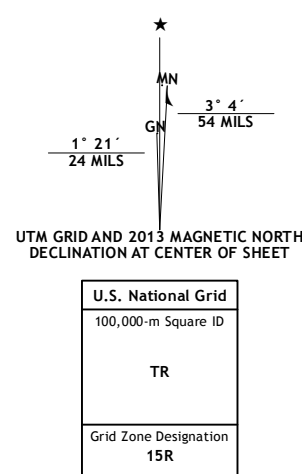 ★
MN
3° 4´
54 MILS
GN
1° 21´
24 MILS
UTM GRID AND 2013 MAGNETIC NORTH
DECLINATION AT CENTER OF SHEET
U.S. National Grid
100,000-m Square ID
TR
Grid Zone Designation
15R